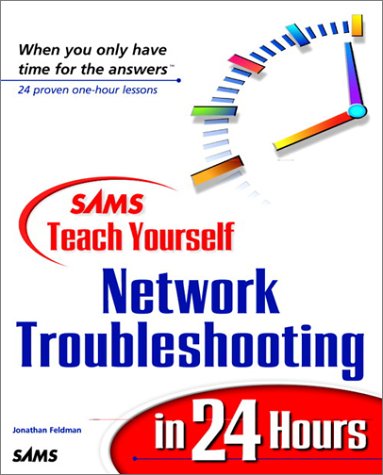 When you only have
time for the answers™
24 proven one-hour lessons
SAMS
Teach Yourself
Network
Troubleshooting
Jonathan Feldman
in 24 Hours
SAMS